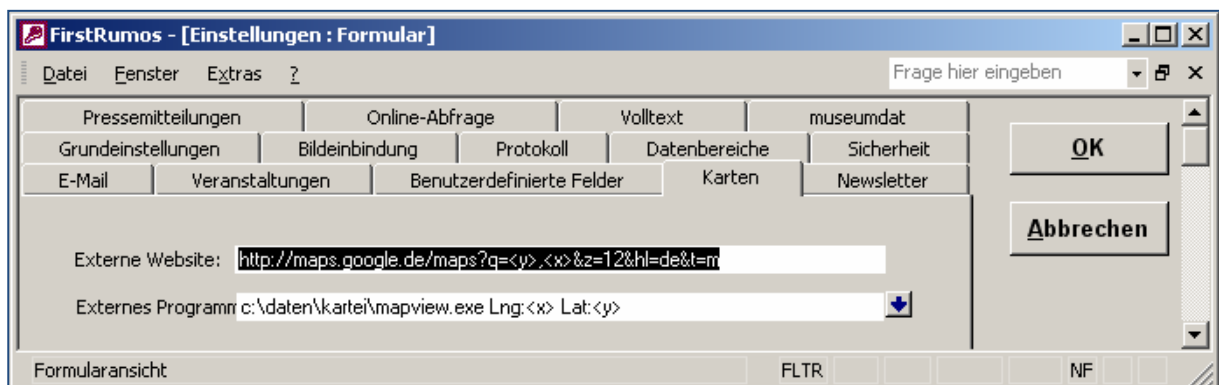 FirstRumos - [Einstellungen : Formular]
Datei Fenster Extras ? Frage hier eingeben
Pressemitteilungen Online-Abfrage Volltext museumdat
Grundeinstellungen Bildeinbindung Protokoll Datenbereiche Sicherheit OK
E-Mail Veranstaltungen Benutzerdefinierte Felder Karten Newsletter
Abbrechen
Externe Website: http://maps.google.de/maps?q=<y>,<x>&z=12&hl=de&t=m
Externes Programm c:\daten\kartei\mapview.exe Lng:<x> Lat:<y>
Formularansicht FLTR NF